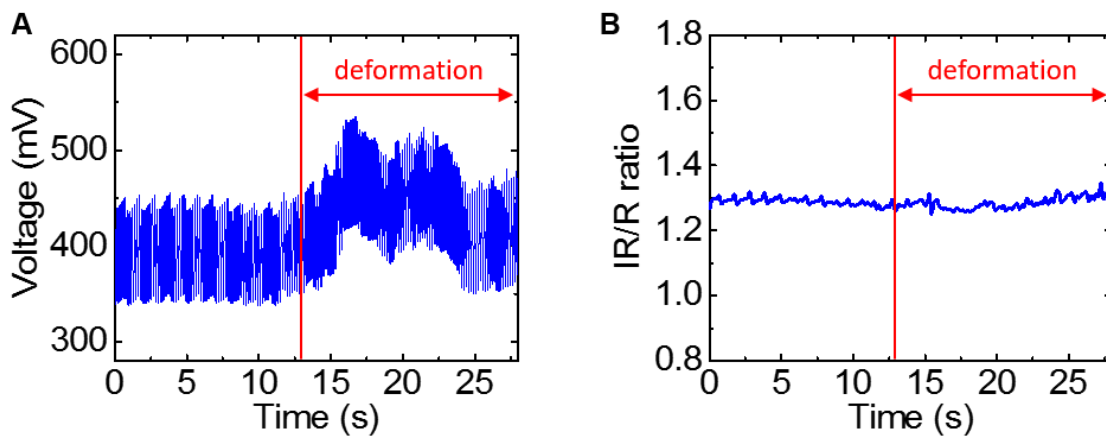 A
Voltage (mV)
600
500
400
300
deformation
0 5 10 15 20 25
Time (s)
B
IR/R ratio
1.8
1.6
1.4
1.2
1.0
0.8
deformation
0 5 10 15 20 25
Time (s)